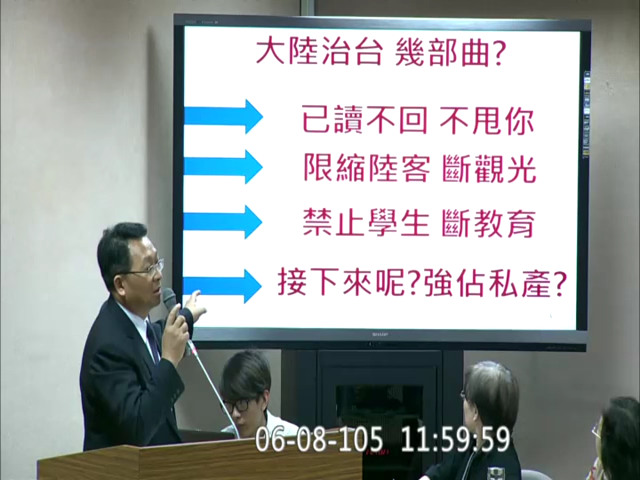 大陸治台 幾部曲?
已讀不回 不甩你
限縮陸客 斷觀光
禁止學生 斷教育
接下來呢?強佔私產?
SHARP
06-08-105 11:59:59